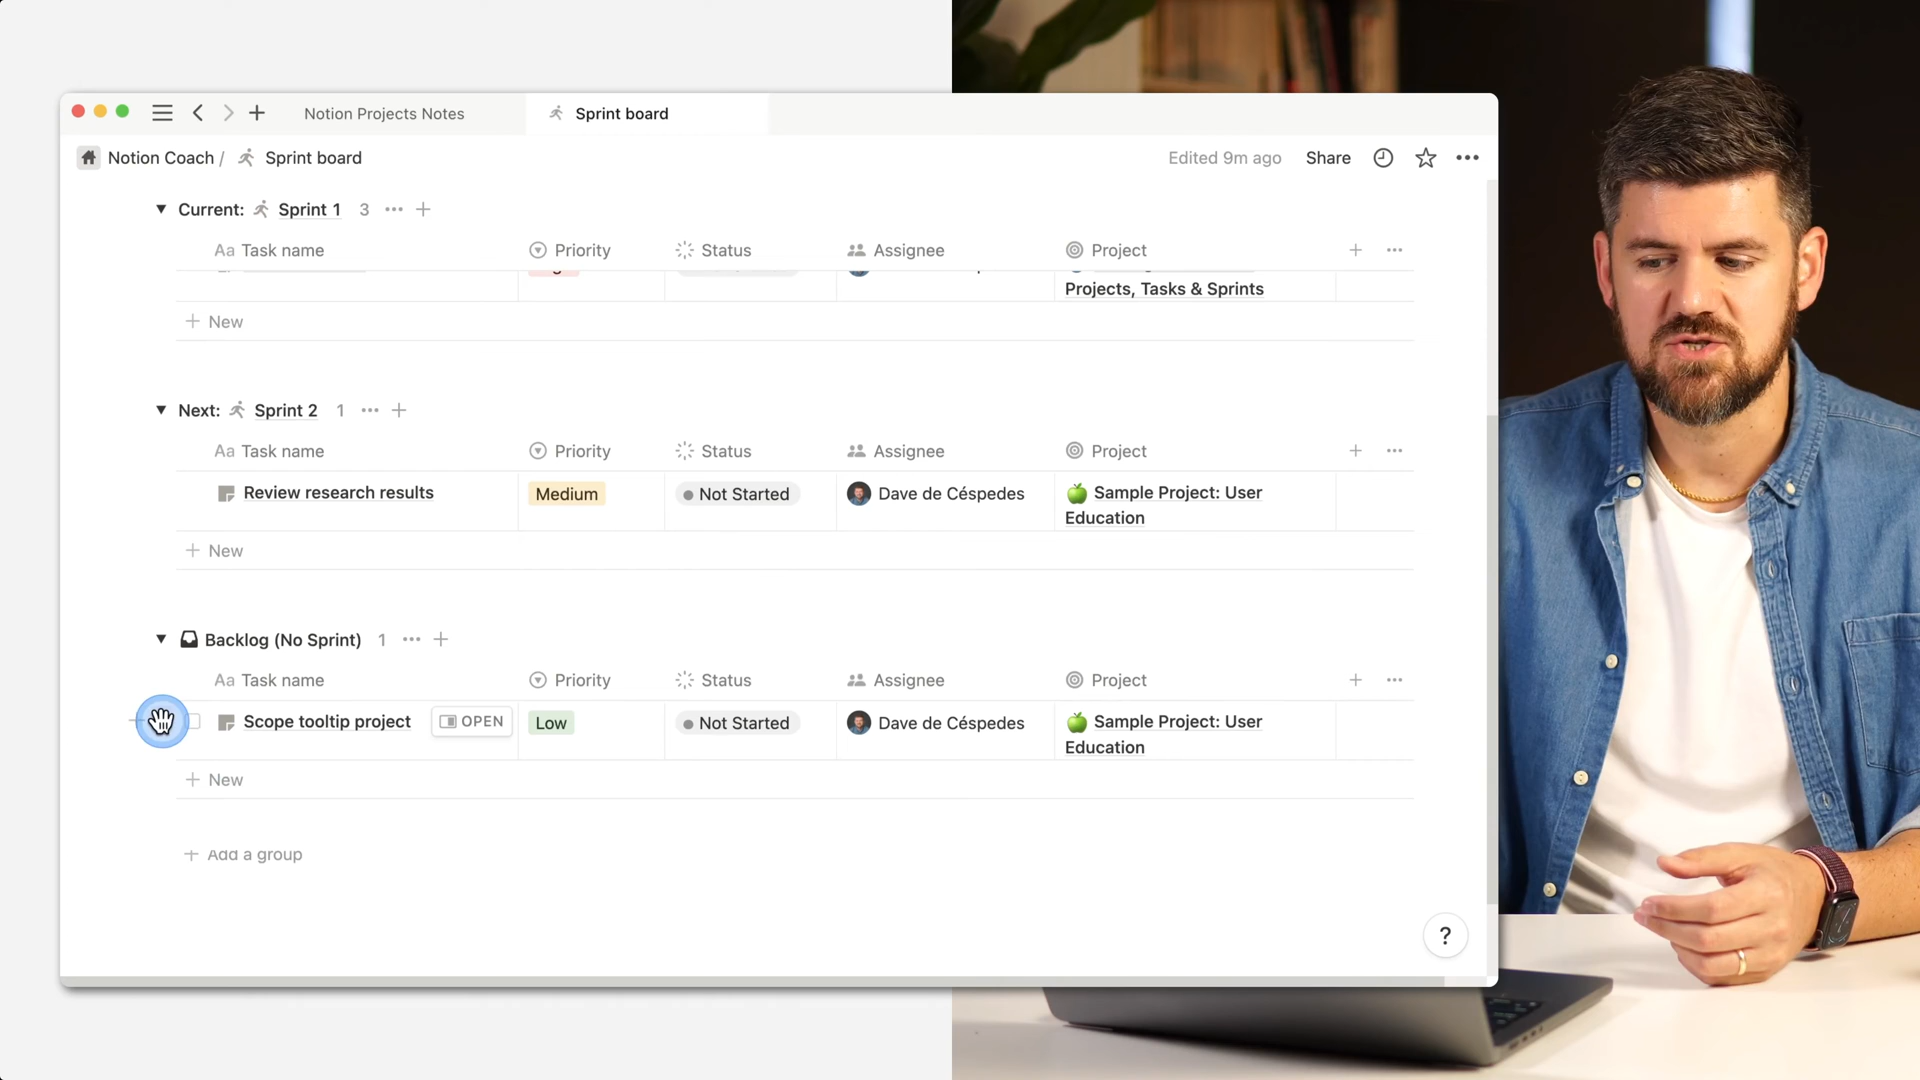 Notion Projects Notes
Sprint board
Notion Coach / Sprint board
Edited 9m ago Share
Current: Sprint 1 3
Aa Task name Priority Status Assignee Project
Projects, Tasks & Sprints
+ New
Next: Sprint 2 1
Aa Task name Priority Status Assignee Project
Review research results Medium Not Started Dave de Céspedes Sample Project: User
Education
+ New
Backlog (No Sprint) 1
Aa Task name Priority Status Assignee Project
Scope tooltip project OPEN Low Not Started Dave de Céspedes Sample Project: User
Education
+ New
+ Add a group
?